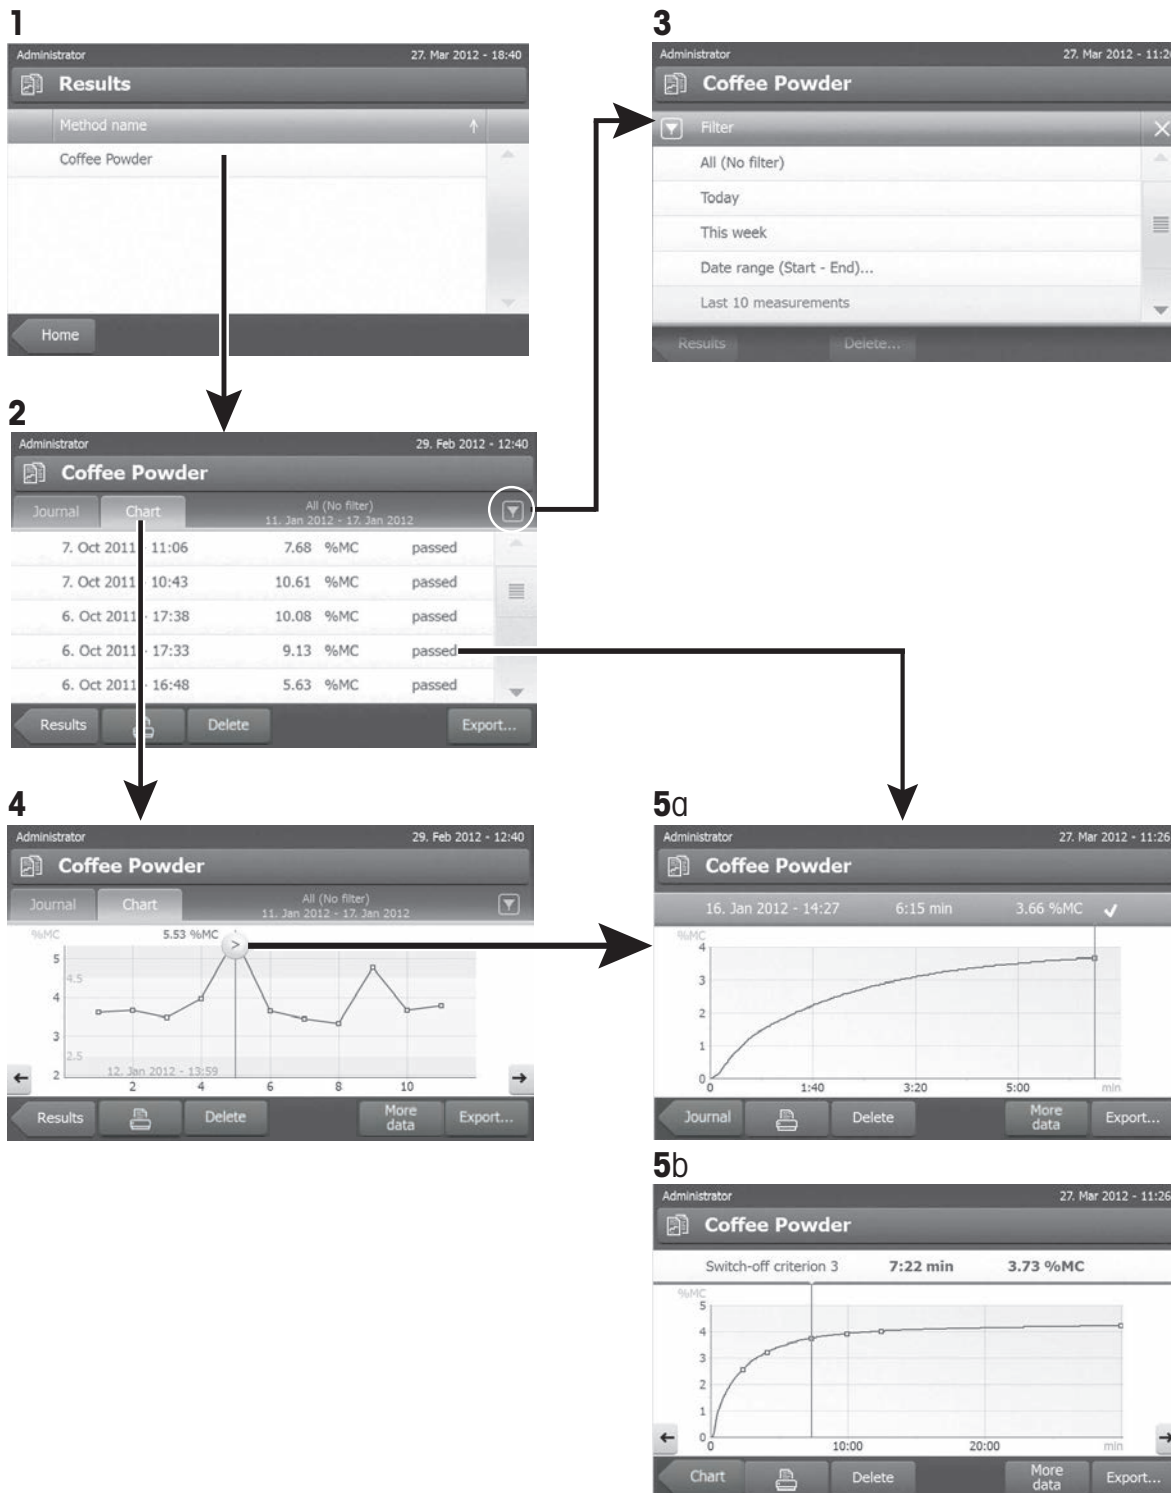 1
Administrator 27. Mar 2012 - 18:40
Results
Method name
Coffee Powder
Home
3
Administrator 27. Mar 2012 - 11:26
Coffee Powder
Filter
All (No filter)
Today
This week
Date range (Start - End)...
Last 10 measurements
Results Delete...
2
Administrator 29. Feb 2012 - 12:40
Coffee Powder
Journal Chart All (No filter)
11. Jan 2012 - 17. Jan 2012
7. Oct 2011 - 11:06 7.68 %MC passed
7. Oct 2011 - 10:43 10.61 %MC passed
6. Oct 2011 - 17:38 10.08 %MC passed
6. Oct 2011 - 17:33 9.13 %MC passed
6. Oct 2011 - 16:48 5.63 %MC passed
Results Delete Export...
4
Administrator 29. Feb 2012 - 12:40
Coffee Powder
Journal Chart All (No filter)
11. Jan 2012 - 17. Jan 2012
%MC 5.53 %MC >
5
4.5
4
3
2.5
2 12. Jan 2012 - 13:59
2 4 6 8 10
Results Delete More data Export...
5a
Administrator 27. Mar 2012 - 11:26
Coffee Powder
16. Jan 2012 - 14:27 6:15 min 3.66 %MC
%MC
4
3
2
1
0
0 1:40 3:20 5:00 min
Journal Delete More data Export...
5b
Administrator 27. Mar 2012 - 11:26
Coffee Powder
Switch-off criterion 3 7:22 min 3.73 %MC
%MC
5
4
3
2
1
0
0 10:00 20:00 min
Chart Delete More data Export...